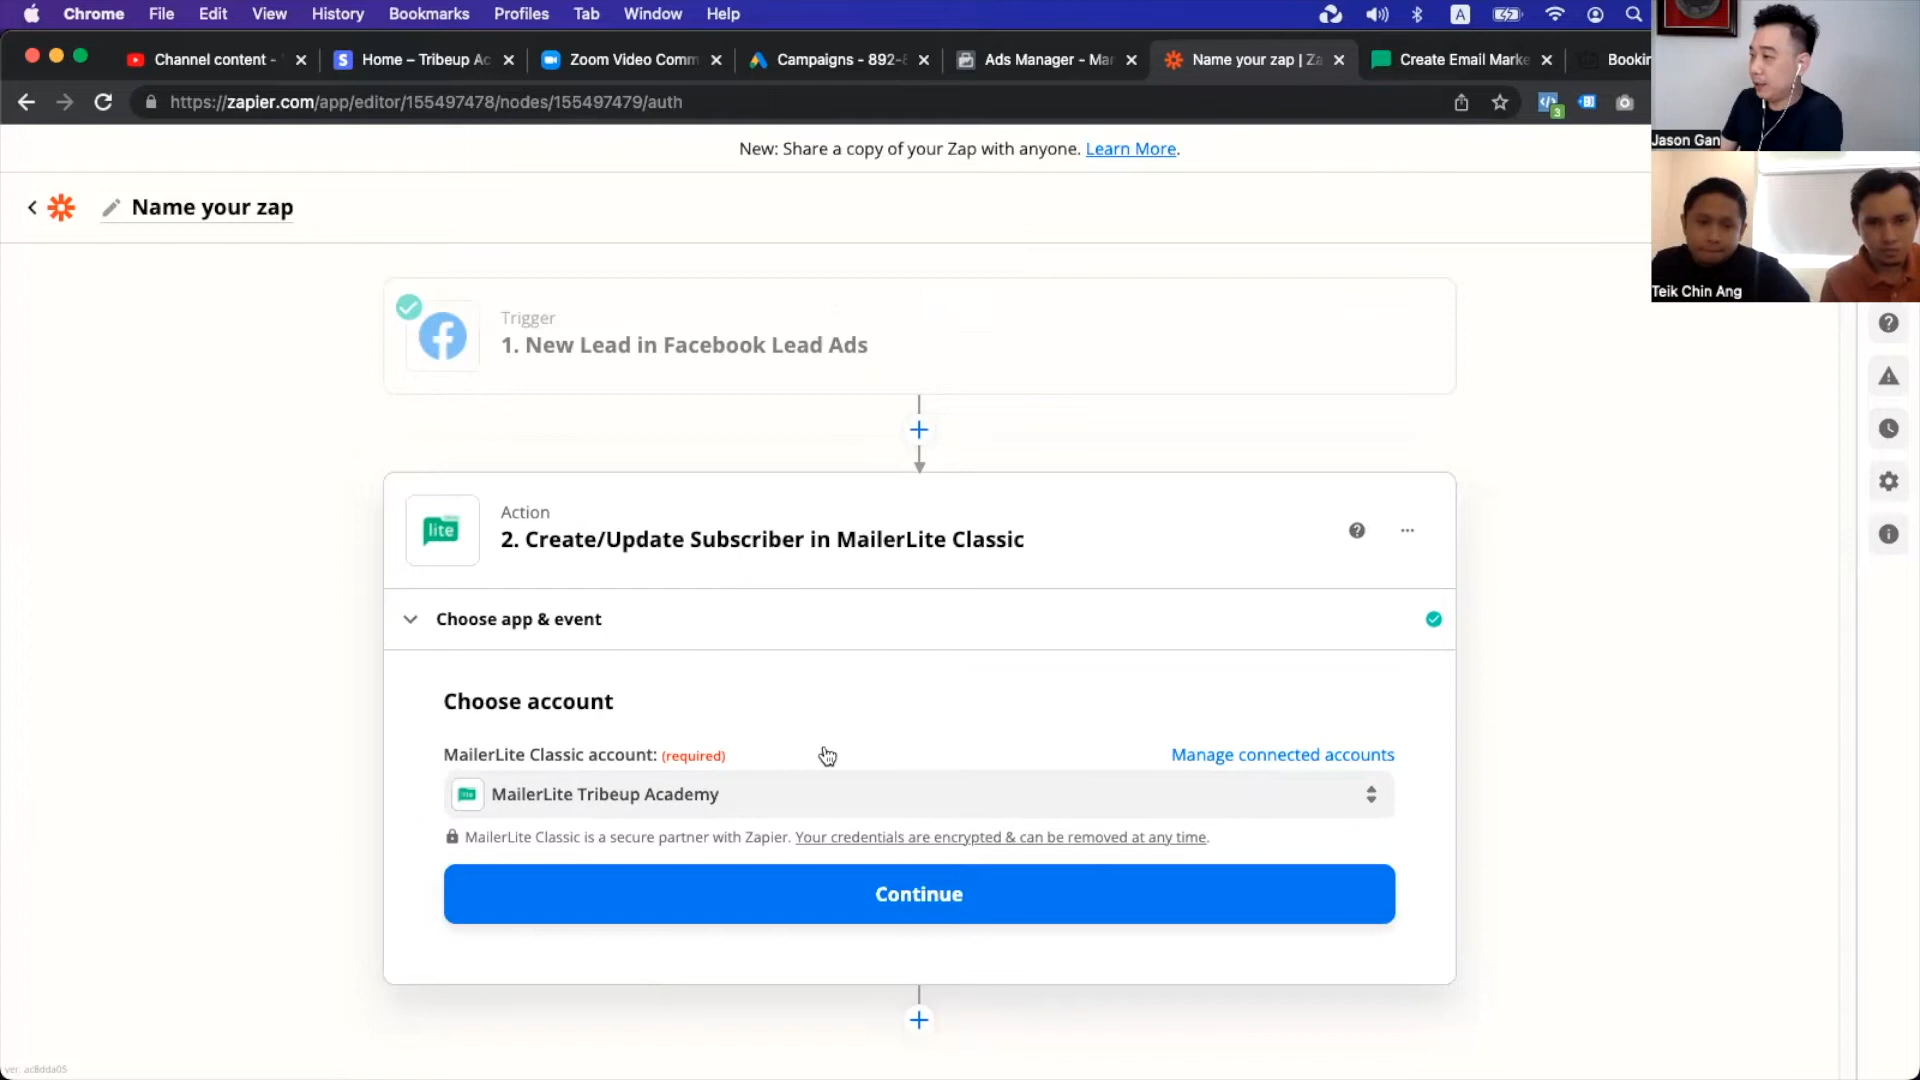 Chrome File Edit View History Bookmarks Profiles Tab Window Help
A
Channel content -
S Home – Tribeup Ac
Zoom Video Comm
Campaigns - 892-
Ads Manager - Mar
Name your zap | Za
Create Email Marke
Bookin
https://zapier.com/app/editor/155497478/nodes/155497479/auth
3
Jason Gan
Teik Chin Ang
New: Share a copy of your Zap with anyone. Learn More.
Name your zap
Trigger
1. New Lead in Facebook Lead Ads
lite
Action
2. Create/Update Subscriber in MailerLite Classic
Choose app & event
Choose account
MailerLite Classic account: (required)
Manage connected accounts
MailerLite Tribeup Academy
MailerLite Classic is a secure partner with Zapier. Your credentials are encrypted & can be removed at any time.
Continue
ver. ac8dda05